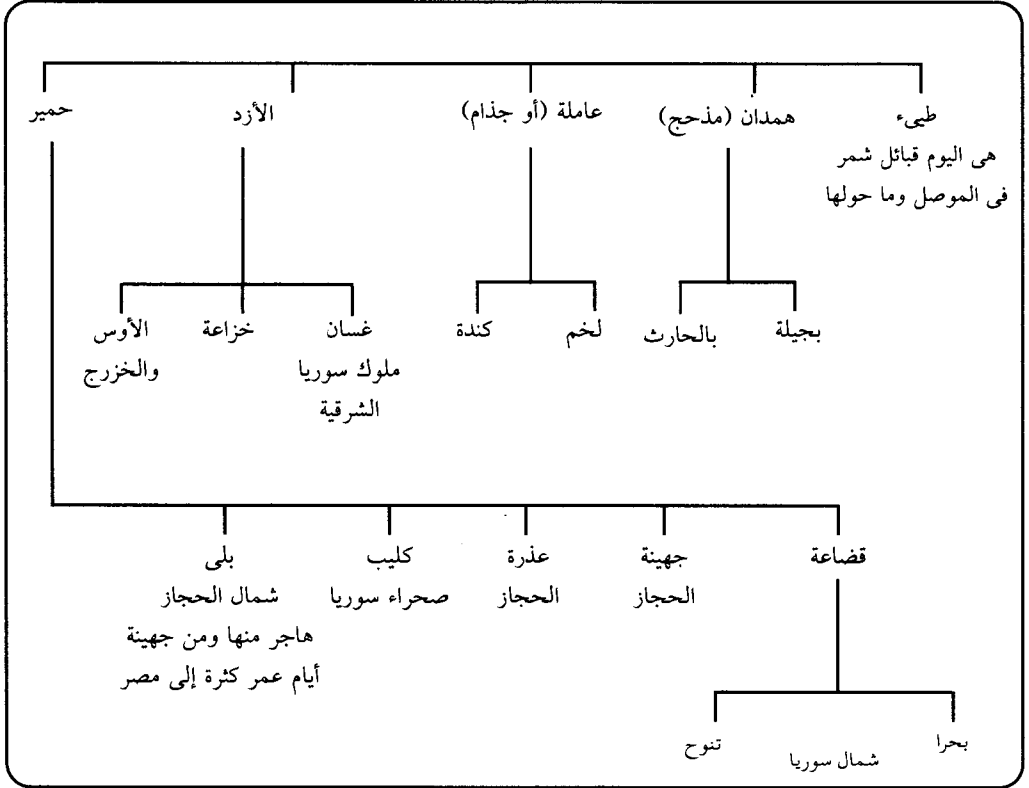 طيىء
هى اليوم قبائل شمر
فى الموصل وما حولها
همدان (مذحج)
عاملة (أو جذام)
الأزد
حمير
بجيلة
بالحارث
لخم
كندة
غسان
ملوك سوريا
الشرقية
خزاعة
الأوس
والخزرج
قضاعة
جهينة
الحجاز
عذرة
الحجاز
كليب
صحراء سوريا
بلى
شمال الحجاز
هاجر منها ومن جهينة
أيام عمر كثرة إلى مصر
بحرا
شمال سوريا
تنوح